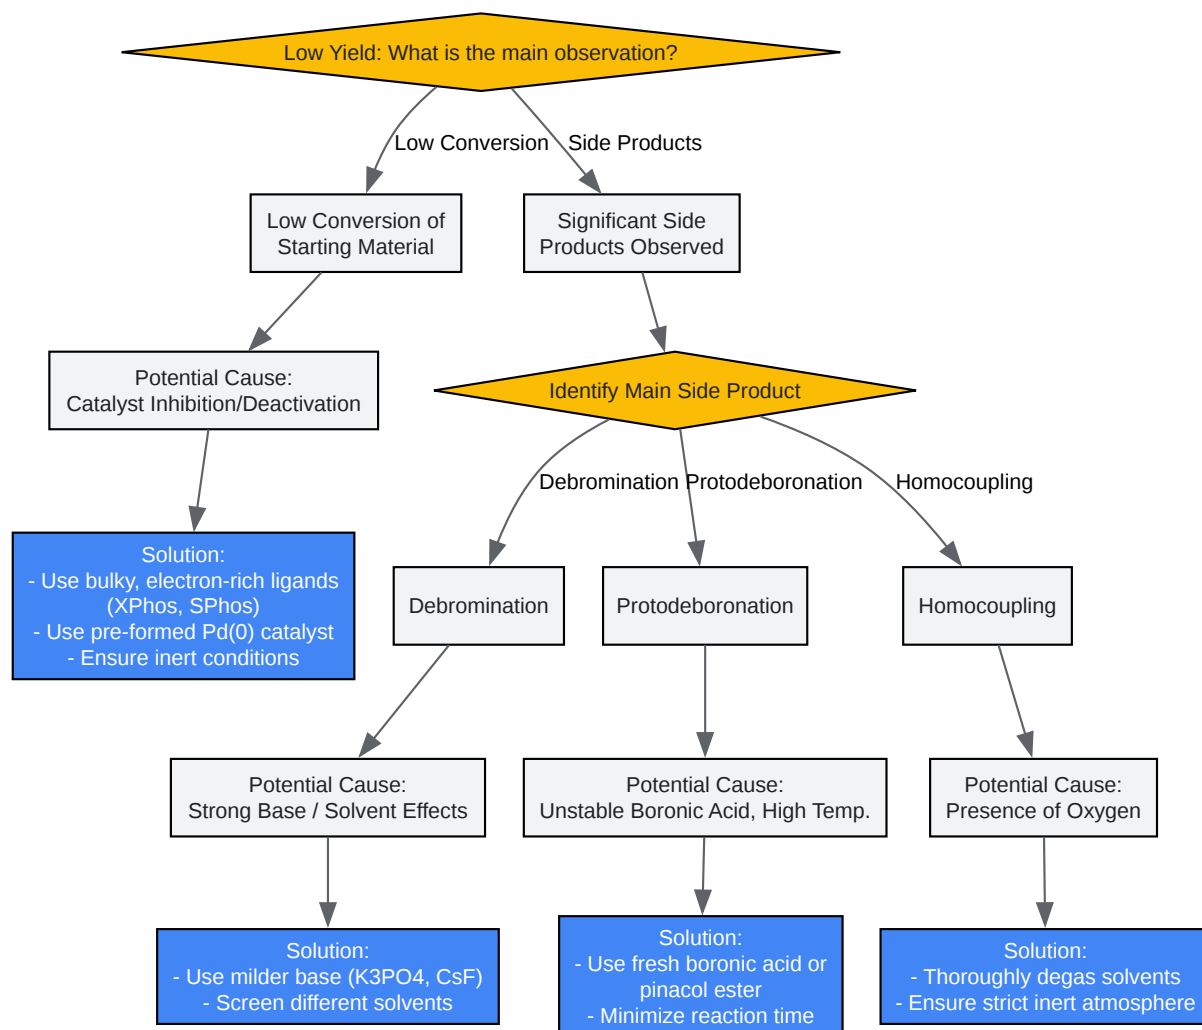 Low Yield: What is the main observation?
Low Conversion
Side Products
Low Conversion of
Starting Material
Significant Side
Products Observed
Potential Cause:
Catalyst Inhibition/Deactivation
Identify Main Side Product
Debromination
Protodeboronation
Homocoupling
Solution:
- Use bulky, electron-rich ligands
(XPhos, SPhos)
- Use pre-formed Pd(0) catalyst
- Ensure inert conditions
Debromination
Protodeboronation
Homocoupling
Potential Cause:
Strong Base / Solvent Effects
Potential Cause:
Unstable Boronic Acid, High Temp.
Potential Cause:
Presence of Oxygen
Solution:
- Use milder base (K3PO4, CsF)
- Screen different solvents
Solution:
- Use fresh boronic acid or
pinacol ester
- Minimize reaction time
Solution:
- Thoroughly degas solvents
- Ensure strict inert atmosphere